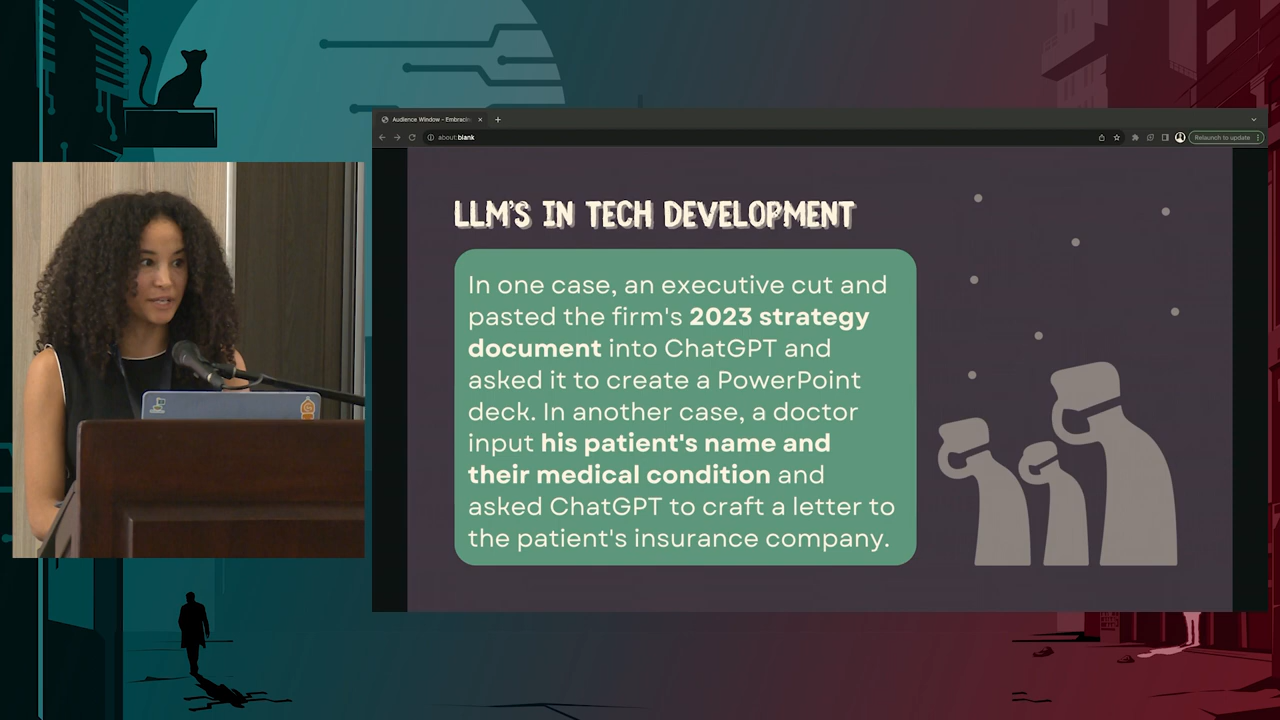 Audience Window - Embracin
about:blank
Relaunch to update
LLM'S IN TECH DEVELOPMENT
In one case, an executive cut and
pasted the firm's 2023 strategy
document into ChatGPT and
asked it to create a PowerPoint
deck. In another case, a doctor
input his patient's name and
their medical condition and
asked ChatGPT to craft a letter to
the patient's insurance company.